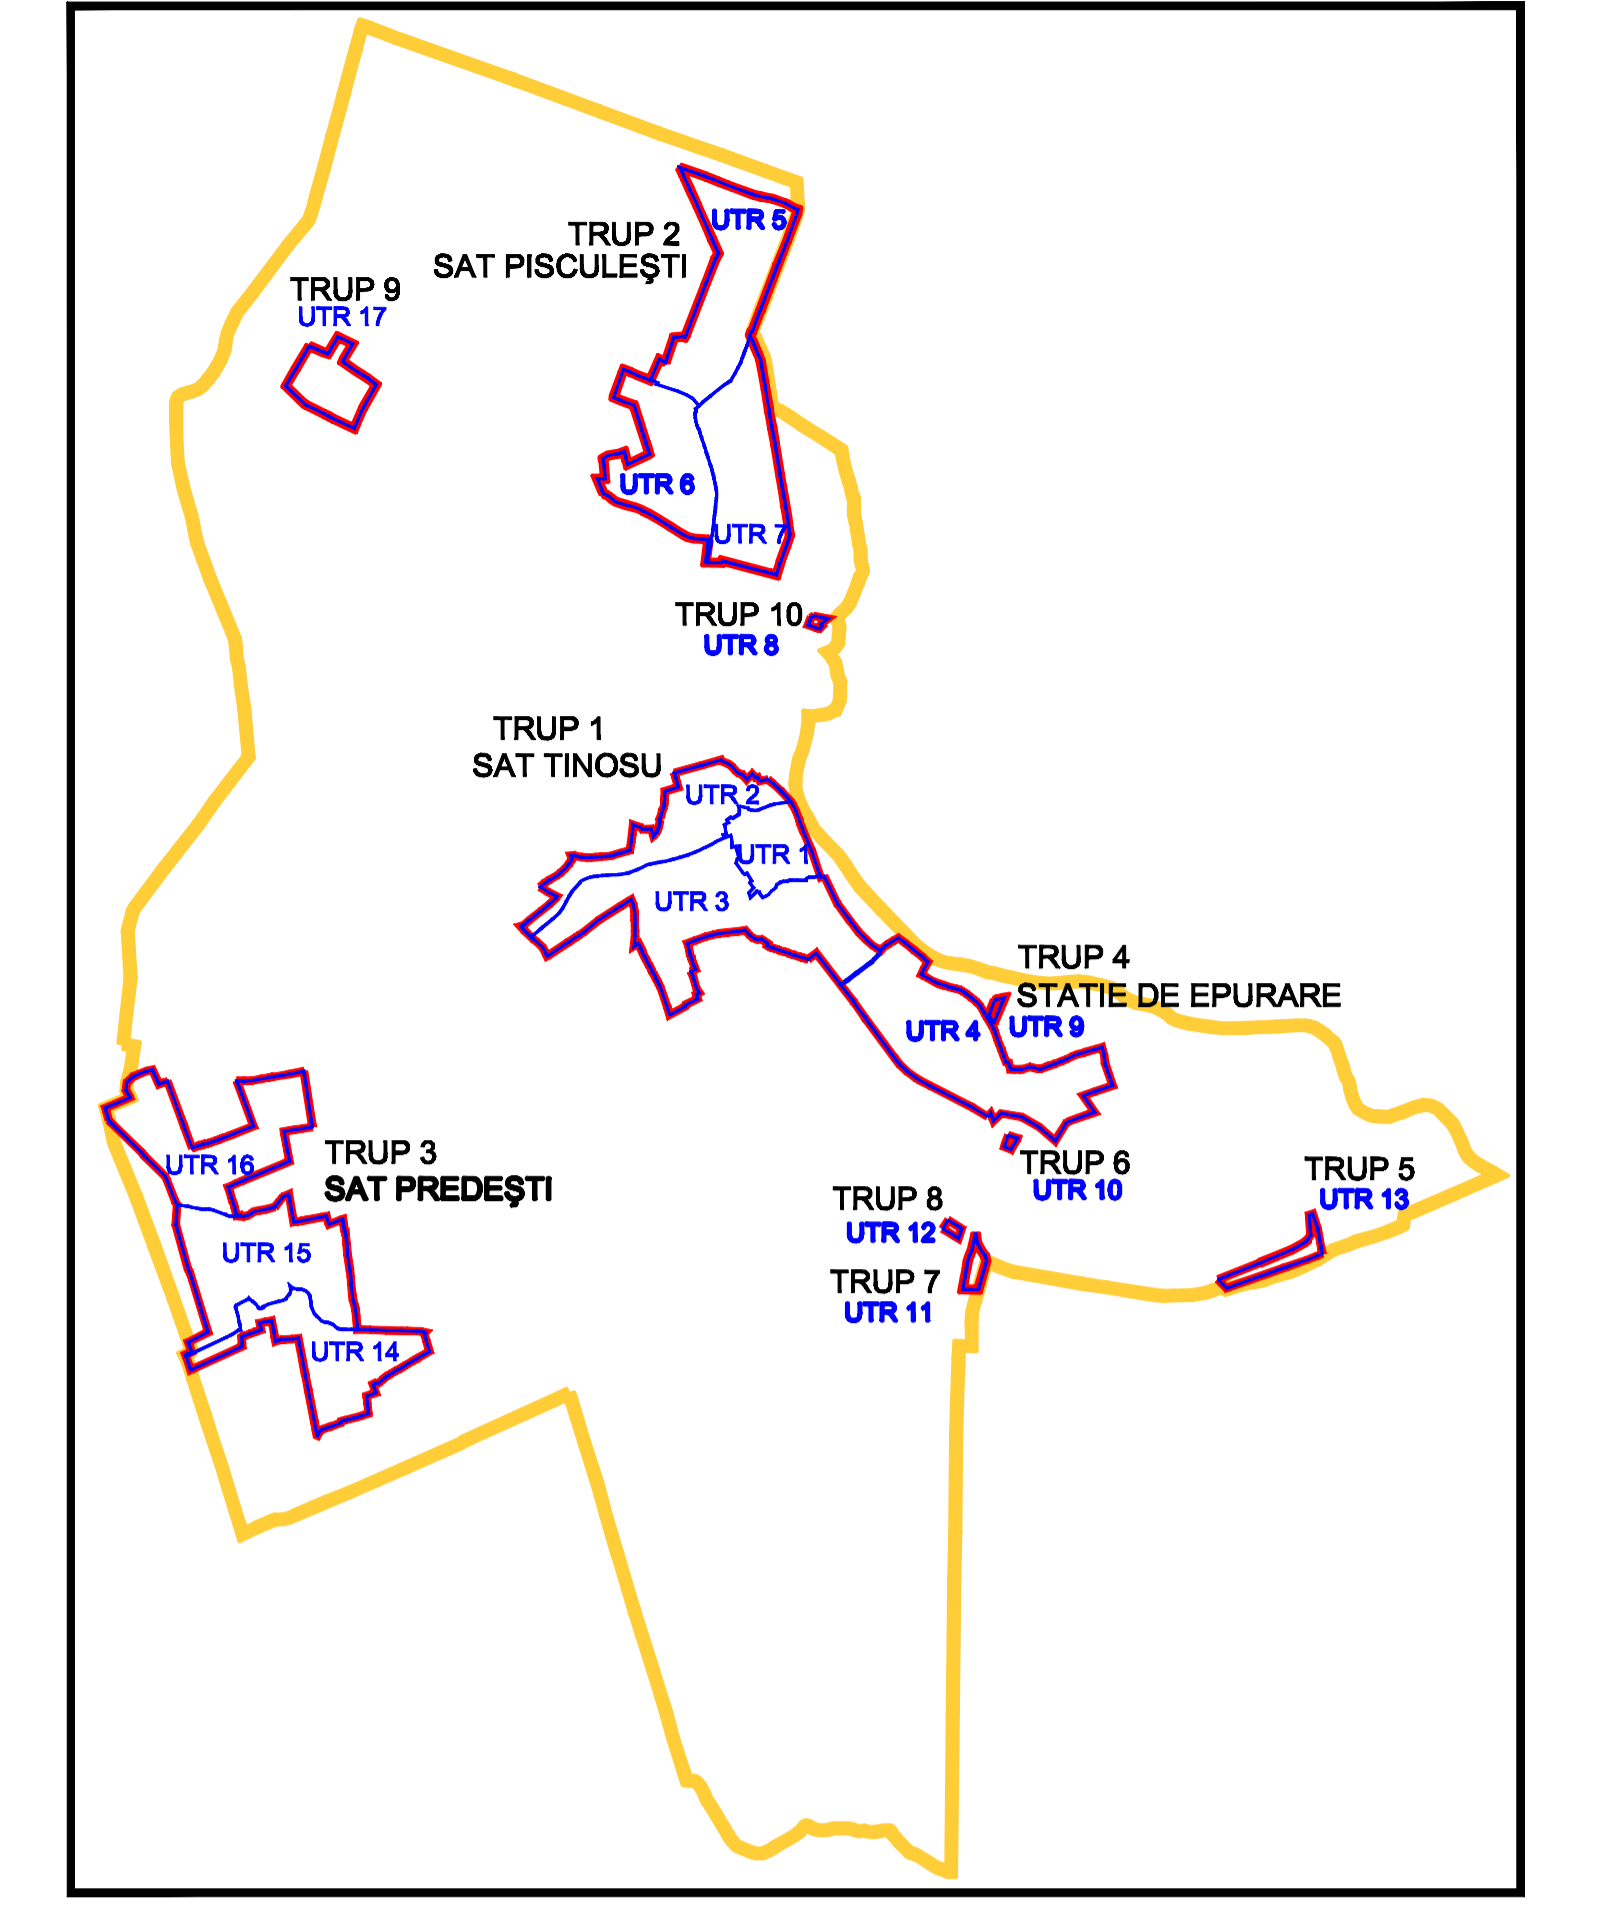 UTR 5
TRUP 2
SAT PISCULEŞTI
TRUP 9
UTR 17
UTR 6
UTR 7
TRUP 10
UTR 8
TRUP 1
SAT TINOSU
UTR 2
UTR 1
UTR 3
TRUP 4
STATIE DE EPURARE
UTR 4
UTR 9
TRUP 3
SAT PREDEŞTI
UTR 16
TRUP 6
UTR 10
TRUP 5
UTR 13
TRUP 8
UTR 12
UTR 15
TRUP 7
UTR 11
UTR 14